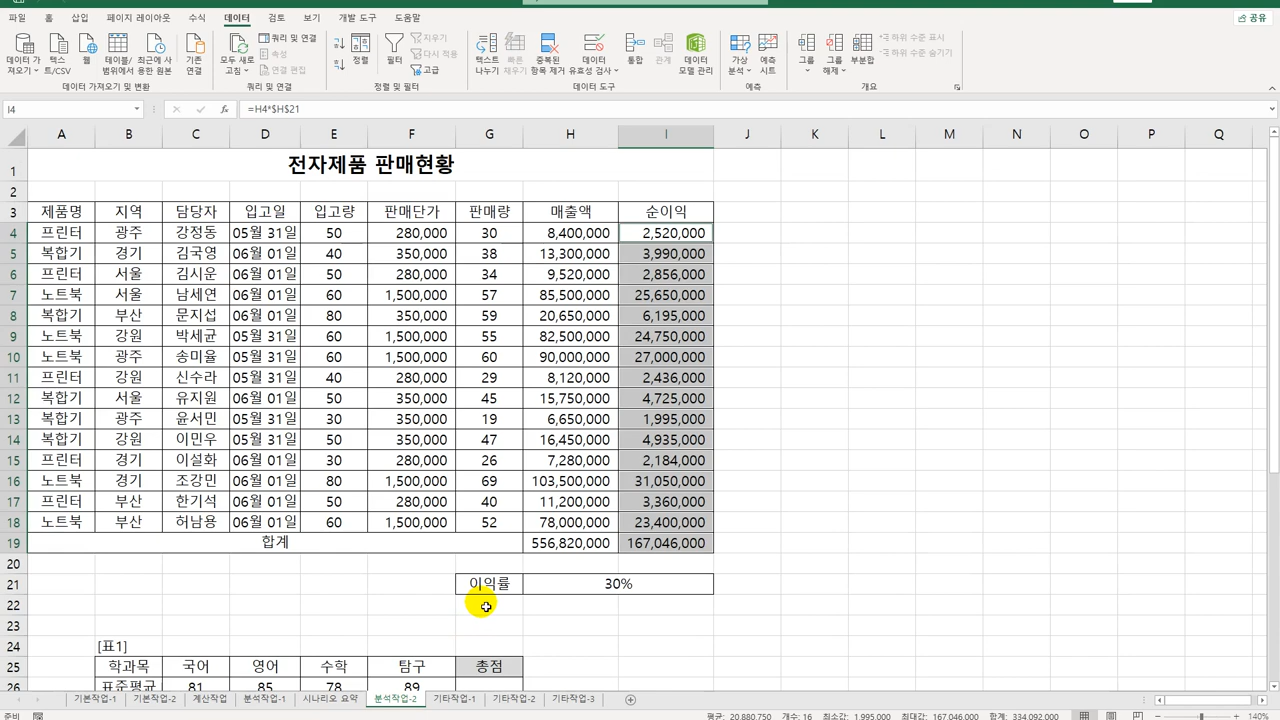 파일 홈 삽입 페이지 레이아웃 수식 데이터 검토 보기 개발 도구 도움말 공유
데이터 가져오기 텍스트/CSV 웹 테이블/범위에서 최근에 사용한 원본 기존 연결 모두 새로 고침 쿼리 및 연결 속성 연결 편집 정렬 필터 지우기 다시 적용 고급 텍스트 나누기 빠른 채우기 중복된 항목 제거 데이터 유효성 검사 통합 관계 데이터 모델 관리 가상 분석 예측 시트 그룹 그룹 해제 부분합 하위 수준 표시 하위 수준 숨기기
데이터 가져오기 및 변환 쿼리 및 연결 정렬 및 필터 데이터 도구 예측 개요
I4 fx =H4*$H$21
A B C D E F G H I J K L M N O P Q
1 전자제품 판매현황
2
3 제품명 지역 담당자 입고일 입고량 판매단가 판매량 매출액 순이익
4 프린터 광주 강정동 05월 31일 50 280,000 30 8,400,000 2,520,000
5 복합기 경기 김국영 06월 01일 40 350,000 38 13,300,000 3,990,000
6 프린터 서울 김시운 06월 01일 50 280,000 34 9,520,000 2,856,000
7 노트북 서울 남세연 06월 01일 60 1,500,000 57 85,500,000 25,650,000
8 복합기 부산 문지섭 06월 01일 80 350,000 59 20,650,000 6,195,000
9 노트북 강원 박세균 05월 31일 60 1,500,000 55 82,500,000 24,750,000
10 노트북 광주 송미율 05월 31일 60 1,500,000 60 90,000,000 27,000,000
11 프린터 강원 신수라 05월 31일 40 280,000 29 8,120,000 2,436,000
12 복합기 서울 유지원 06월 01일 50 350,000 45 15,750,000 4,725,000
13 복합기 광주 윤서민 05월 31일 30 350,000 19 6,650,000 1,995,000
14 복합기 강원 이민우 05월 31일 50 350,000 47 16,450,000 4,935,000
15 프린터 경기 이설화 06월 01일 30 280,000 26 7,280,000 2,184,000
16 노트북 경기 조강민 06월 01일 80 1,500,000 69 103,500,000 31,050,000
17 프린터 부산 한기석 06월 01일 50 280,000 40 11,200,000 3,360,000
18 노트북 부산 허남용 06월 01일 60 1,500,000 52 78,000,000 23,400,000
19 합계 556,820,000 167,046,000
20
21 이익률 30%
22
23
24 [표1]
25 학과목 국어 영어 수학 탐구 총점
26 표준평균 81 85 78 89
기본작업-1 기본작업-2 계산작업 분석작업-1 시나리오 요약 분석작업-2 기타작업-1 기타작업-2 기타작업-3
준비 평균: 20,880,750 개수: 16 최소값: 1,995,000 최대값: 167,046,000 합계: 334,092,000 140%